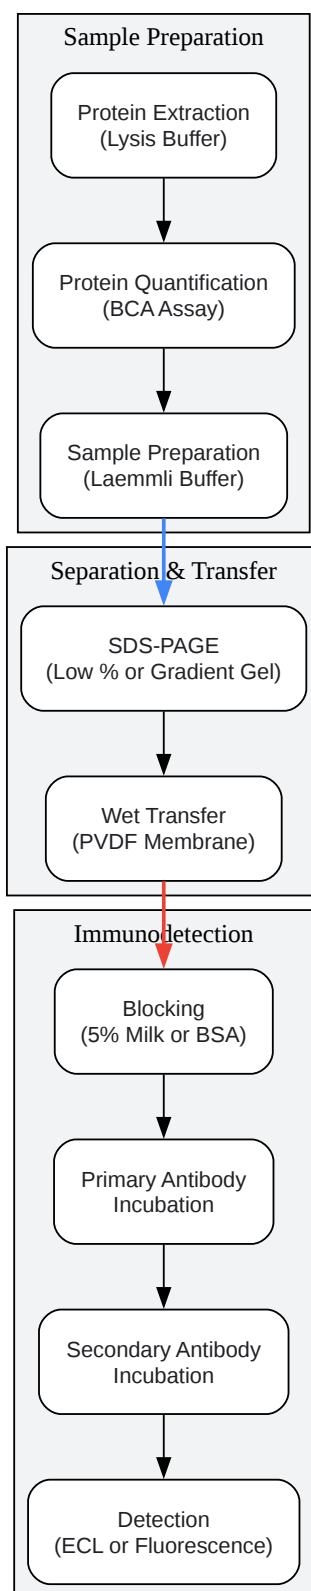 Sample Preparation
Protein Extraction
(Lysis Buffer)
Protein Quantification
(BCA Assay)
Sample Preparation
(Laemmli Buffer)
Separation & Transfer
SDS-PAGE
(Low % or Gradient Gel)
Wet Transfer
(PVDF Membrane)
Immunodetection
Blocking
(5% Milk or BSA)
Primary Antibody
Incubation
Secondary Antibody
Incubation
Detection
(ECL or Fluorescence)